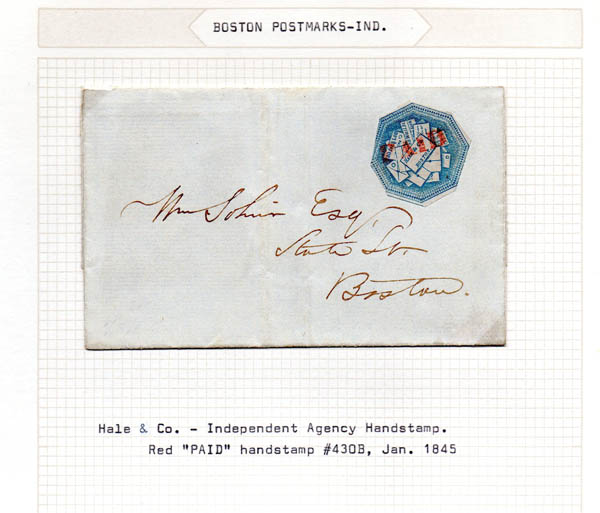 BOSTON POSTMARKS-IND.
Wm Sohier Esq.
State St.
Boston.
Hale & Co. - Independent Agency Handstamp.
Red "PAID" handstamp #430B, Jan. 1845